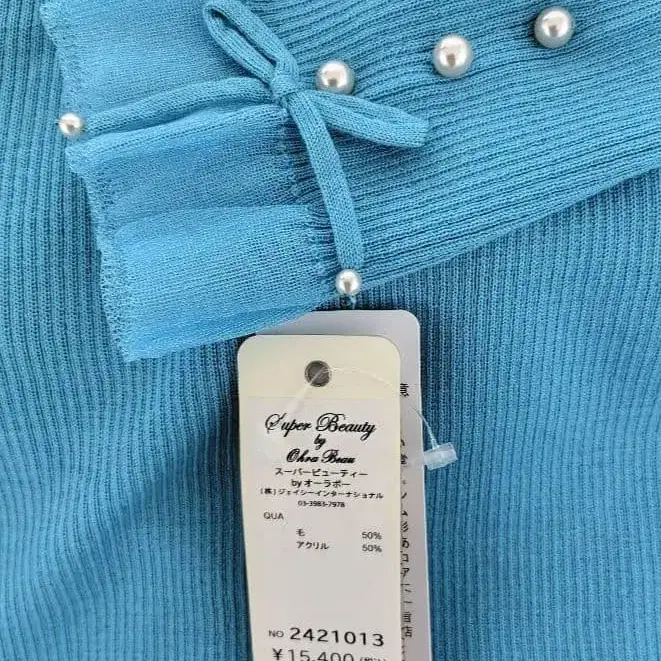 Super Beauty
by
Ohra Beau
スーパービューティー
byオーラボー
(株)ジェイシーインターナショナル
03-3983-7978
QUA
毛 50%
アクリル 50%
NO 2421013
¥15,400